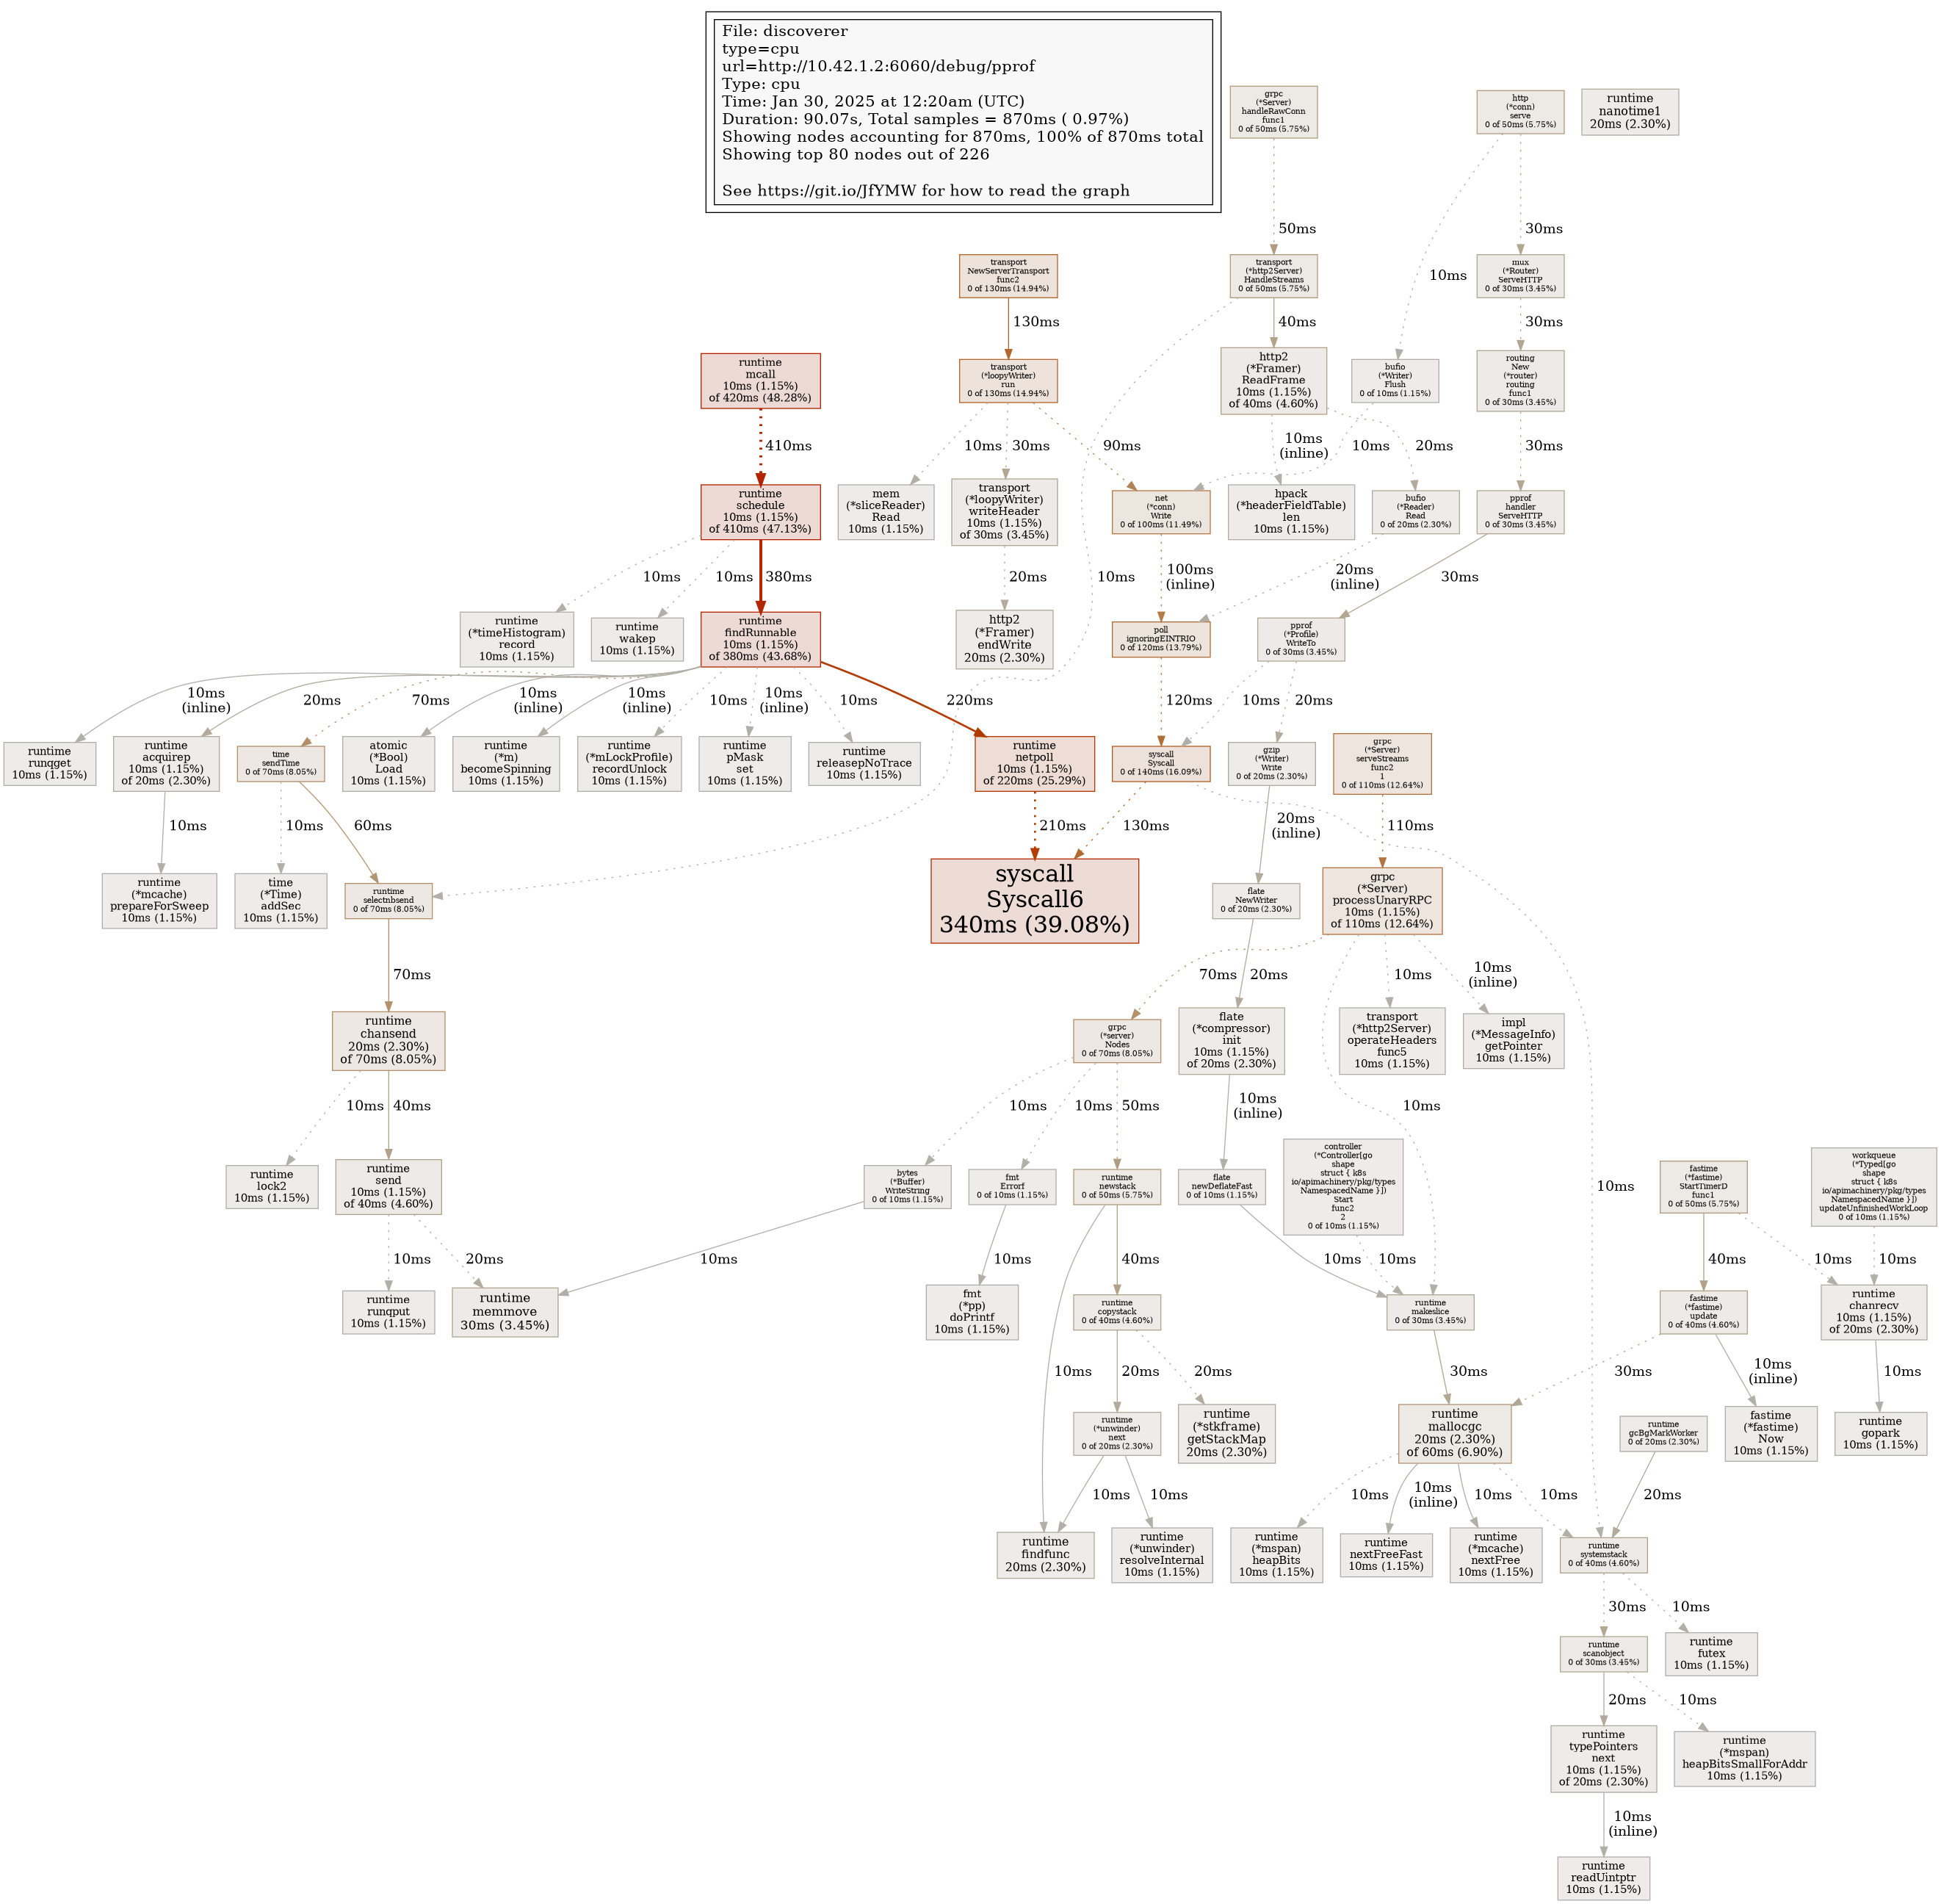 File: discoverer
type=cpu
url=http://10.42.1.2:6060/debug/pprof
Type: cpu
Time: Jan 30, 2025 at 12:20am (UTC)
Duration: 90.07s, Total samples = 870ms ( 0.97%)
Showing nodes accounting for 870ms, 100% of 870ms total
Showing top 80 nodes out of 226
See https://git.io/JfYMW for how to read the graph
grpc
(*Server)
handleRawConn
func1
0 of 50ms (5.75%)
http
(*conn)
serve
0 of 50ms (5.75%)
runtime
nanotime1
20ms (2.30%)
50ms
10ms
30ms
transport
NewServerTransport
func2
0 of 130ms (14.94%)
transport
(*http2Server)
HandleStreams
0 of 50ms (5.75%)
mux
(*Router)
ServeHTTP
0 of 30ms (3.45%)
130ms
40ms
30ms
runtime
mcall
10ms (1.15%)
of 420ms (48.28%)
transport
(*loopyWriter)
run
0 of 130ms (14.94%)
http2
(*Framer)
ReadFrame
10ms (1.15%)
of 40ms (4.60%)
bufio
(*Writer)
Flush
0 of 10ms (1.15%)
routing
New
(*router)
routing
func1
0 of 30ms (3.45%)
410ms
10ms
30ms
90ms
10ms
(inline)
10ms
20ms
30ms
runtime
schedule
10ms (1.15%)
of 410ms (47.13%)
mem
(*sliceReader)
Read
10ms (1.15%)
transport
(*loopyWriter)
writeHeader
10ms (1.15%)
of 30ms (3.45%)
net
(*conn)
Write
0 of 100ms (11.49%)
hpack
(*headerFieldTable)
len
10ms (1.15%)
bufio
(*Reader)
Read
0 of 20ms (2.30%)
pprof
handler
ServeHTTP
0 of 30ms (3.45%)
10ms
10ms
380ms
20ms
10ms
100ms
(inline)
20ms
(inline)
30ms
runtime
(*timeHistogram)
record
10ms (1.15%)
runtime
wakep
10ms (1.15%)
runtime
findRunnable
10ms (1.15%)
of 380ms (43.68%)
http2
(*Framer)
endWrite
20ms (2.30%)
poll
ignoringEINTRIO
0 of 120ms (13.79%)
pprof
(*Profile)
WriteTo
0 of 30ms (3.45%)
10ms
(inline)
20ms
70ms
10ms
(inline)
10ms
(inline)
10ms
10ms
(inline)
10ms
220ms
120ms
10ms
20ms
runtime
runqget
10ms (1.15%)
runtime
acquirep
10ms (1.15%)
of 20ms (2.30%)
time
sendTime
0 of 70ms (8.05%)
atomic
(*Bool)
Load
10ms (1.15%)
runtime
(*m)
becomeSpinning
10ms (1.15%)
runtime
(*mLockProfile)
recordUnlock
10ms (1.15%)
runtime
pMask
set
10ms (1.15%)
runtime
releasepNoTrace
10ms (1.15%)
runtime
netpoll
10ms (1.15%)
of 220ms (25.29%)
syscall
Syscall
0 of 140ms (16.09%)
gzip
(*Writer)
Write
0 of 20ms (2.30%)
grpc
(*Server)
serveStreams
func2
1
0 of 110ms (12.64%)
10ms
10ms
60ms
210ms
130ms
20ms
(inline)
110ms
runtime
(*mcache)
prepareForSweep
10ms (1.15%)
time
(*Time)
addSec
10ms (1.15%)
runtime
selectnbsend
0 of 70ms (8.05%)
syscall
Syscall6
340ms (39.08%)
flate
NewWriter
0 of 20ms (2.30%)
grpc
(*Server)
processUnaryRPC
10ms (1.15%)
of 110ms (12.64%)
70ms
70ms
20ms
10ms
10ms
(inline)
runtime
chansend
20ms (2.30%)
of 70ms (8.05%)
grpc
(*server)
Nodes
0 of 70ms (8.05%)
flate
(*compressor)
init
10ms (1.15%)
of 20ms (2.30%)
transport
(*http2Server)
operateHeaders
func5
10ms (1.15%)
impl
(*MessageInfo)
getPointer
10ms (1.15%)
10ms
40ms
10ms
10ms
50ms
10ms
(inline)
10ms
10ms
runtime
lock2
10ms (1.15%)
runtime
send
10ms (1.15%)
of 40ms (4.60%)
bytes
(*Buffer)
WriteString
0 of 10ms (1.15%)
fmt
Errorf
0 of 10ms (1.15%)
runtime
newstack
0 of 50ms (5.75%)
flate
newDeflateFast
0 of 10ms (1.15%)
controller
(*Controller[go
shape
struct { k8s
io/apimachinery/pkg/types
NamespacedName }])
Start
func2
2
0 of 10ms (1.15%)
fastime
(*fastime)
StartTimerD
func1
0 of 50ms (5.75%)
workqueue
(*Typed[go
shape
struct { k8s
io/apimachinery/pkg/types
NamespacedName }])
updateUnfinishedWorkLoop
0 of 10ms (1.15%)
10ms
20ms
10ms
10ms
40ms
10ms
10ms
40ms
10ms
10ms
runtime
runqput
10ms (1.15%)
runtime
memmove
30ms (3.45%)
fmt
(*pp)
doPrintf
10ms (1.15%)
runtime
copystack
0 of 40ms (4.60%)
runtime
makeslice
0 of 30ms (3.45%)
fastime
(*fastime)
update
0 of 40ms (4.60%)
runtime
chanrecv
10ms (1.15%)
of 20ms (2.30%)
10ms
20ms
20ms
30ms
30ms
10ms
(inline)
10ms
runtime
(*unwinder)
next
0 of 20ms (2.30%)
runtime
(*stkframe)
getStackMap
20ms (2.30%)
runtime
mallocgc
20ms (2.30%)
of 60ms (6.90%)
runtime
gcBgMarkWorker
0 of 20ms (2.30%)
fastime
(*fastime)
Now
10ms (1.15%)
runtime
gopark
10ms (1.15%)
10ms
10ms
10ms
10ms
(inline)
10ms
10ms
20ms
runtime
findfunc
20ms (2.30%)
runtime
(*unwinder)
resolveInternal
10ms (1.15%)
runtime
(*mspan)
heapBits
10ms (1.15%)
runtime
nextFreeFast
10ms (1.15%)
runtime
(*mcache)
nextFree
10ms (1.15%)
runtime
systemstack
0 of 40ms (4.60%)
30ms
10ms
runtime
scanobject
0 of 30ms (3.45%)
runtime
futex
10ms (1.15%)
20ms
10ms
runtime
typePointers
next
10ms (1.15%)
of 20ms (2.30%)
runtime
(*mspan)
heapBitsSmallForAddr
10ms (1.15%)
10ms
(inline)
runtime
readUintptr
10ms (1.15%)